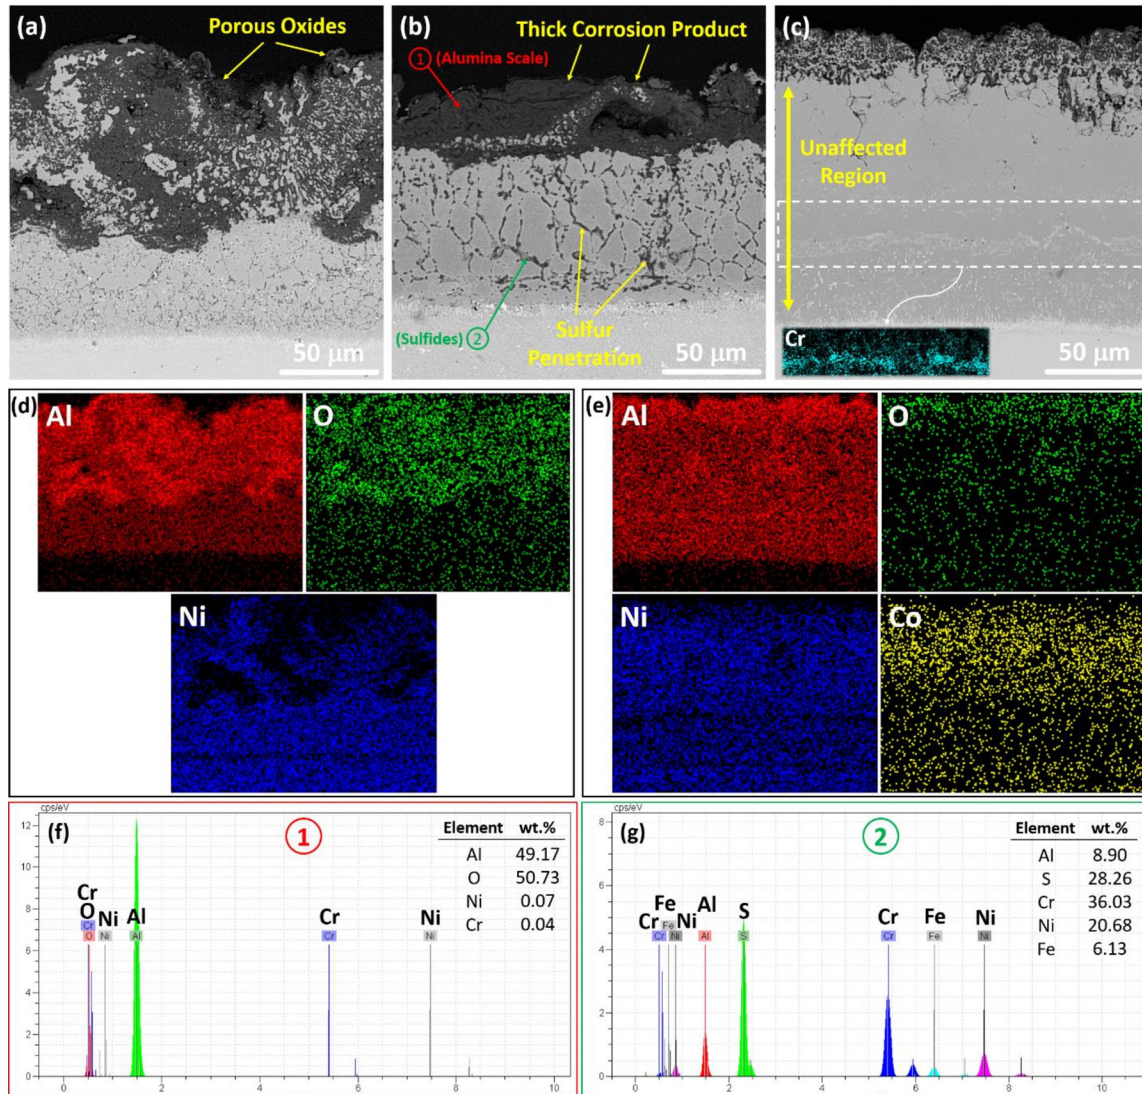 (a)
Porous Oxides
50 μm
(b)
Thick Corrosion Product
① (Alumina Scale)
(Sulfides) ②
Sulfur
Penetration
50 μm
(c)
Unaffected
Region
Cr
50 μm
(d)
Al
O
Ni
(e)
Al
O
Ni
Co
cps/eV
(f)
①
Element wt.%
Al 49.17
O 50.73
Ni 0.07
Cr 0.04
Cr
O
Ni
Al
Cr
Ni
Cr
O
Ni
Al
Cr
Ni
12
10
8
6
4
2
0
0 2 4 6 8 10
cps/eV
(g)
②
Element wt.%
Al 8.90
S 28.26
Cr 36.03
Ni 20.68
Fe 6.13
Cr
Fe
Ni
Al
S
Cr
Fe
Ni
Fe
Cr
Ni
Al
S
Cr
Fe
Ni
8
6
4
2
0
0 2 4 6 8 10